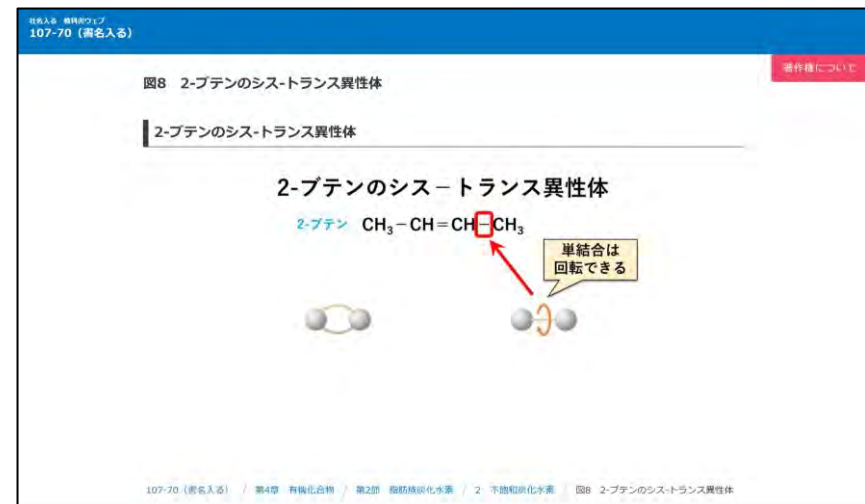 社名入る 教科書ウェブ
107-70（書名入る）
著作権について
図8 2-ブテンのシス-トランス異性体
2-ブテンのシス-トランス異性体
2-ブテンのシス－トランス異性体
2-ブテン CH₃－CH＝CH－CH₃
単結合は
回転できる
107-70（書名入る） / 第4章 有機化合物 / 第2節 脂肪族炭化水素 / 2 不飽和炭化水素 / 図8 2-ブテンのシス-トランス異性体